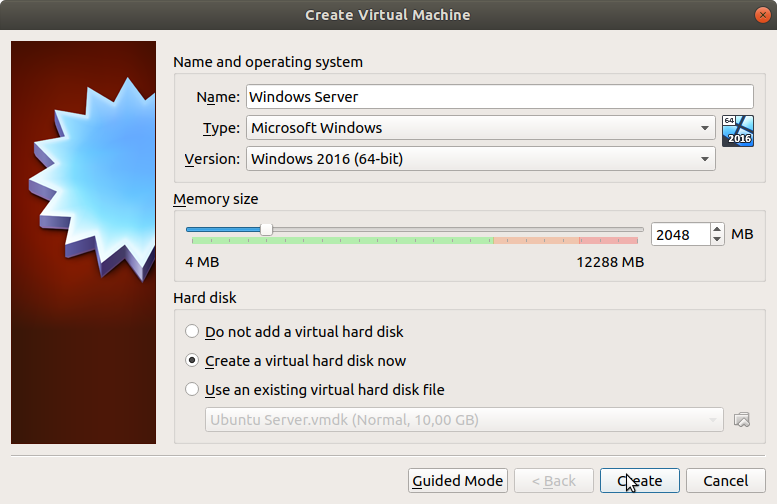 Create Virtual Machine
Name and operating system
Name: Windows Server
Type: Microsoft Windows
64
2016
Version: Windows 2016 (64-bit)
Memory size
2048 MB
4 MB 12288 MB
Hard disk
Do not add a virtual hard disk
Create a virtual hard disk now
Use an existing virtual hard disk file
Ubuntu Server.vmdk (Normal, 10,00 GB)
Guided Mode < Back Create Cancel